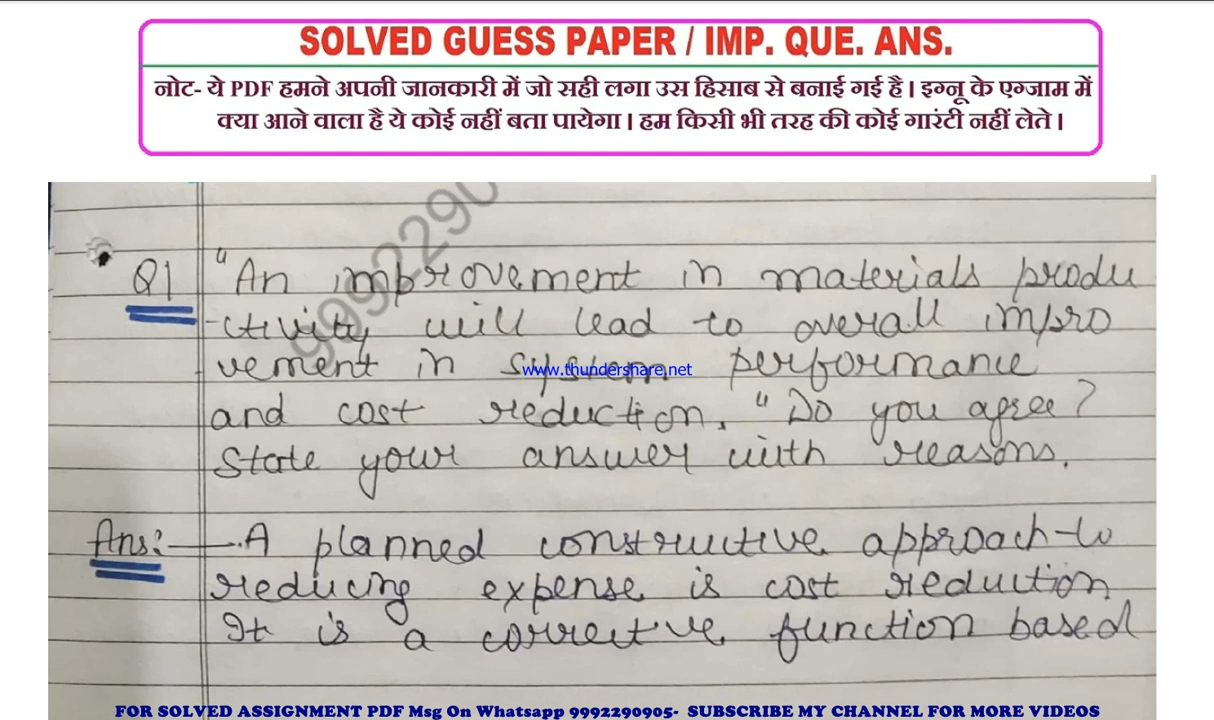 SOLVED GUESS PAPER / IMP. QUE. ANS.
नोट- ये PDF हमने अपनी जानकारी में जो सही लगा उस हिसाब से बनाई गई है। इग्नू के एग्जाम में
क्या आने वाला है ये कोई नहीं बता पायेगा। हम किसी भी तरह की कोई गारंटी नहीं लेते।
9992290
Q1 "An improvement in materials produ
-ctivity will lead to overall impro
vement in system performance
www.thundershare.net
and cost reduction. "Do you agree?
State your answer with reasons.
Ans:- A planned constructive approach to
reducing expense is cost reduction
It is a corrective function based
FOR SOLVED ASSIGNMENT PDF Msg On Whatsapp 9992290905- SUBSCRIBE MY CHANNEL FOR MORE VIDEOS